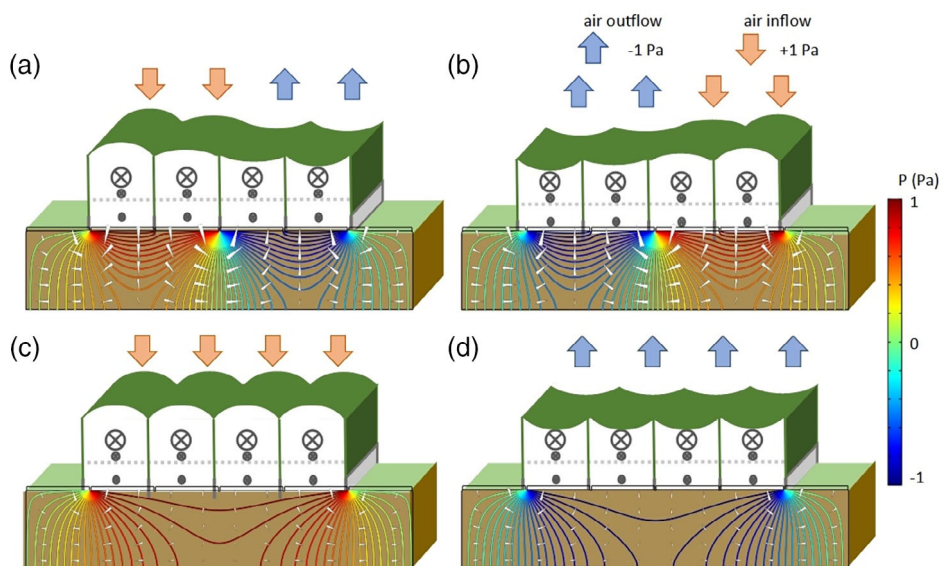 (a)
(b)
air outflow
-1 Pa
air inflow
+1 Pa
P (Pa)
1
0
-1
(c)
(d)